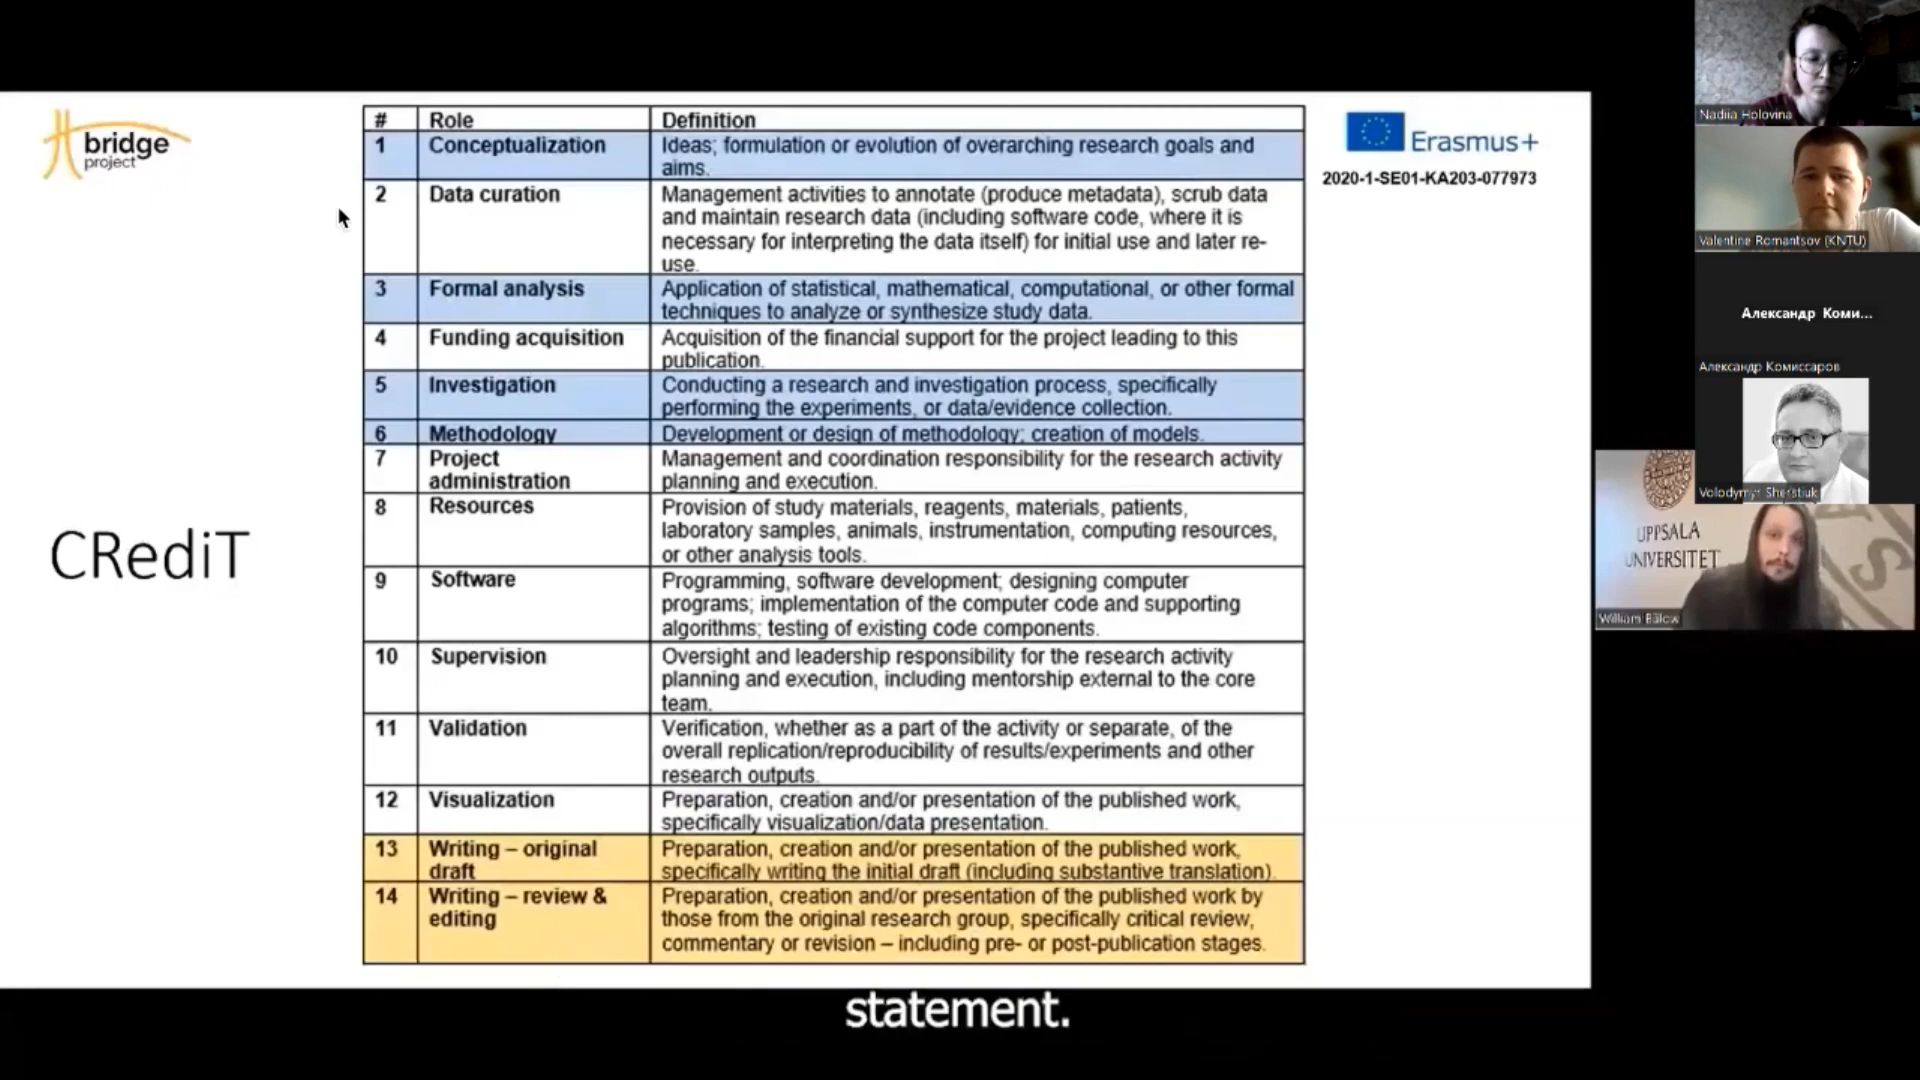 bridge
project
CRediT
# Role Definition
1 Conceptualization Ideas; formulation or evolution of overarching research goals and
aims.
2 Data curation Management activities to annotate (produce metadata), scrub data
and maintain research data (including software code, where it is
necessary for interpreting the data itself) for initial use and later re-
use.
3 Formal analysis Application of statistical, mathematical, computational, or other formal
techniques to analyze or synthesize study data.
4 Funding acquisition Acquisition of the financial support for the project leading to this
publication.
5 Investigation Conducting a research and investigation process, specifically
performing the experiments, or data/evidence collection.
6 Methodology Development or design of methodology; creation of models.
7 Project Management and coordination responsibility for the research activity
administration planning and execution.
8 Resources Provision of study materials, reagents, materials, patients,
laboratory samples, animals, instrumentation, computing resources,
or other analysis tools.
9 Software Programming, software development; designing computer
programs; implementation of the computer code and supporting
algorithms; testing of existing code components.
10 Supervision Oversight and leadership responsibility for the research activity
planning and execution, including mentorship external to the core
team.
11 Validation Verification, whether as a part of the activity or separate, of the
overall replication/reproducibility of results/experiments and other
research outputs.
12 Visualization Preparation, creation and/or presentation of the published work,
specifically visualization/data presentation.
13 Writing – original Preparation, creation and/or presentation of the published work,
draft specifically writing the initial draft (including substantive translation).
14 Writing – review & Preparation, creation and/or presentation of the published work by
editing those from the original research group, specifically critical review,
commentary or revision – including pre- or post-publication stages.
Erasmus+
2020-1-SE01-KA203-077973
Nadiia Holovina
Valentine Romantsov (KNTU)
Александр Коми...
Александр Комиссаров
Volodymyr Sherstiuk
UPPSALA
UNIVERSITET
William Bülow
statement.